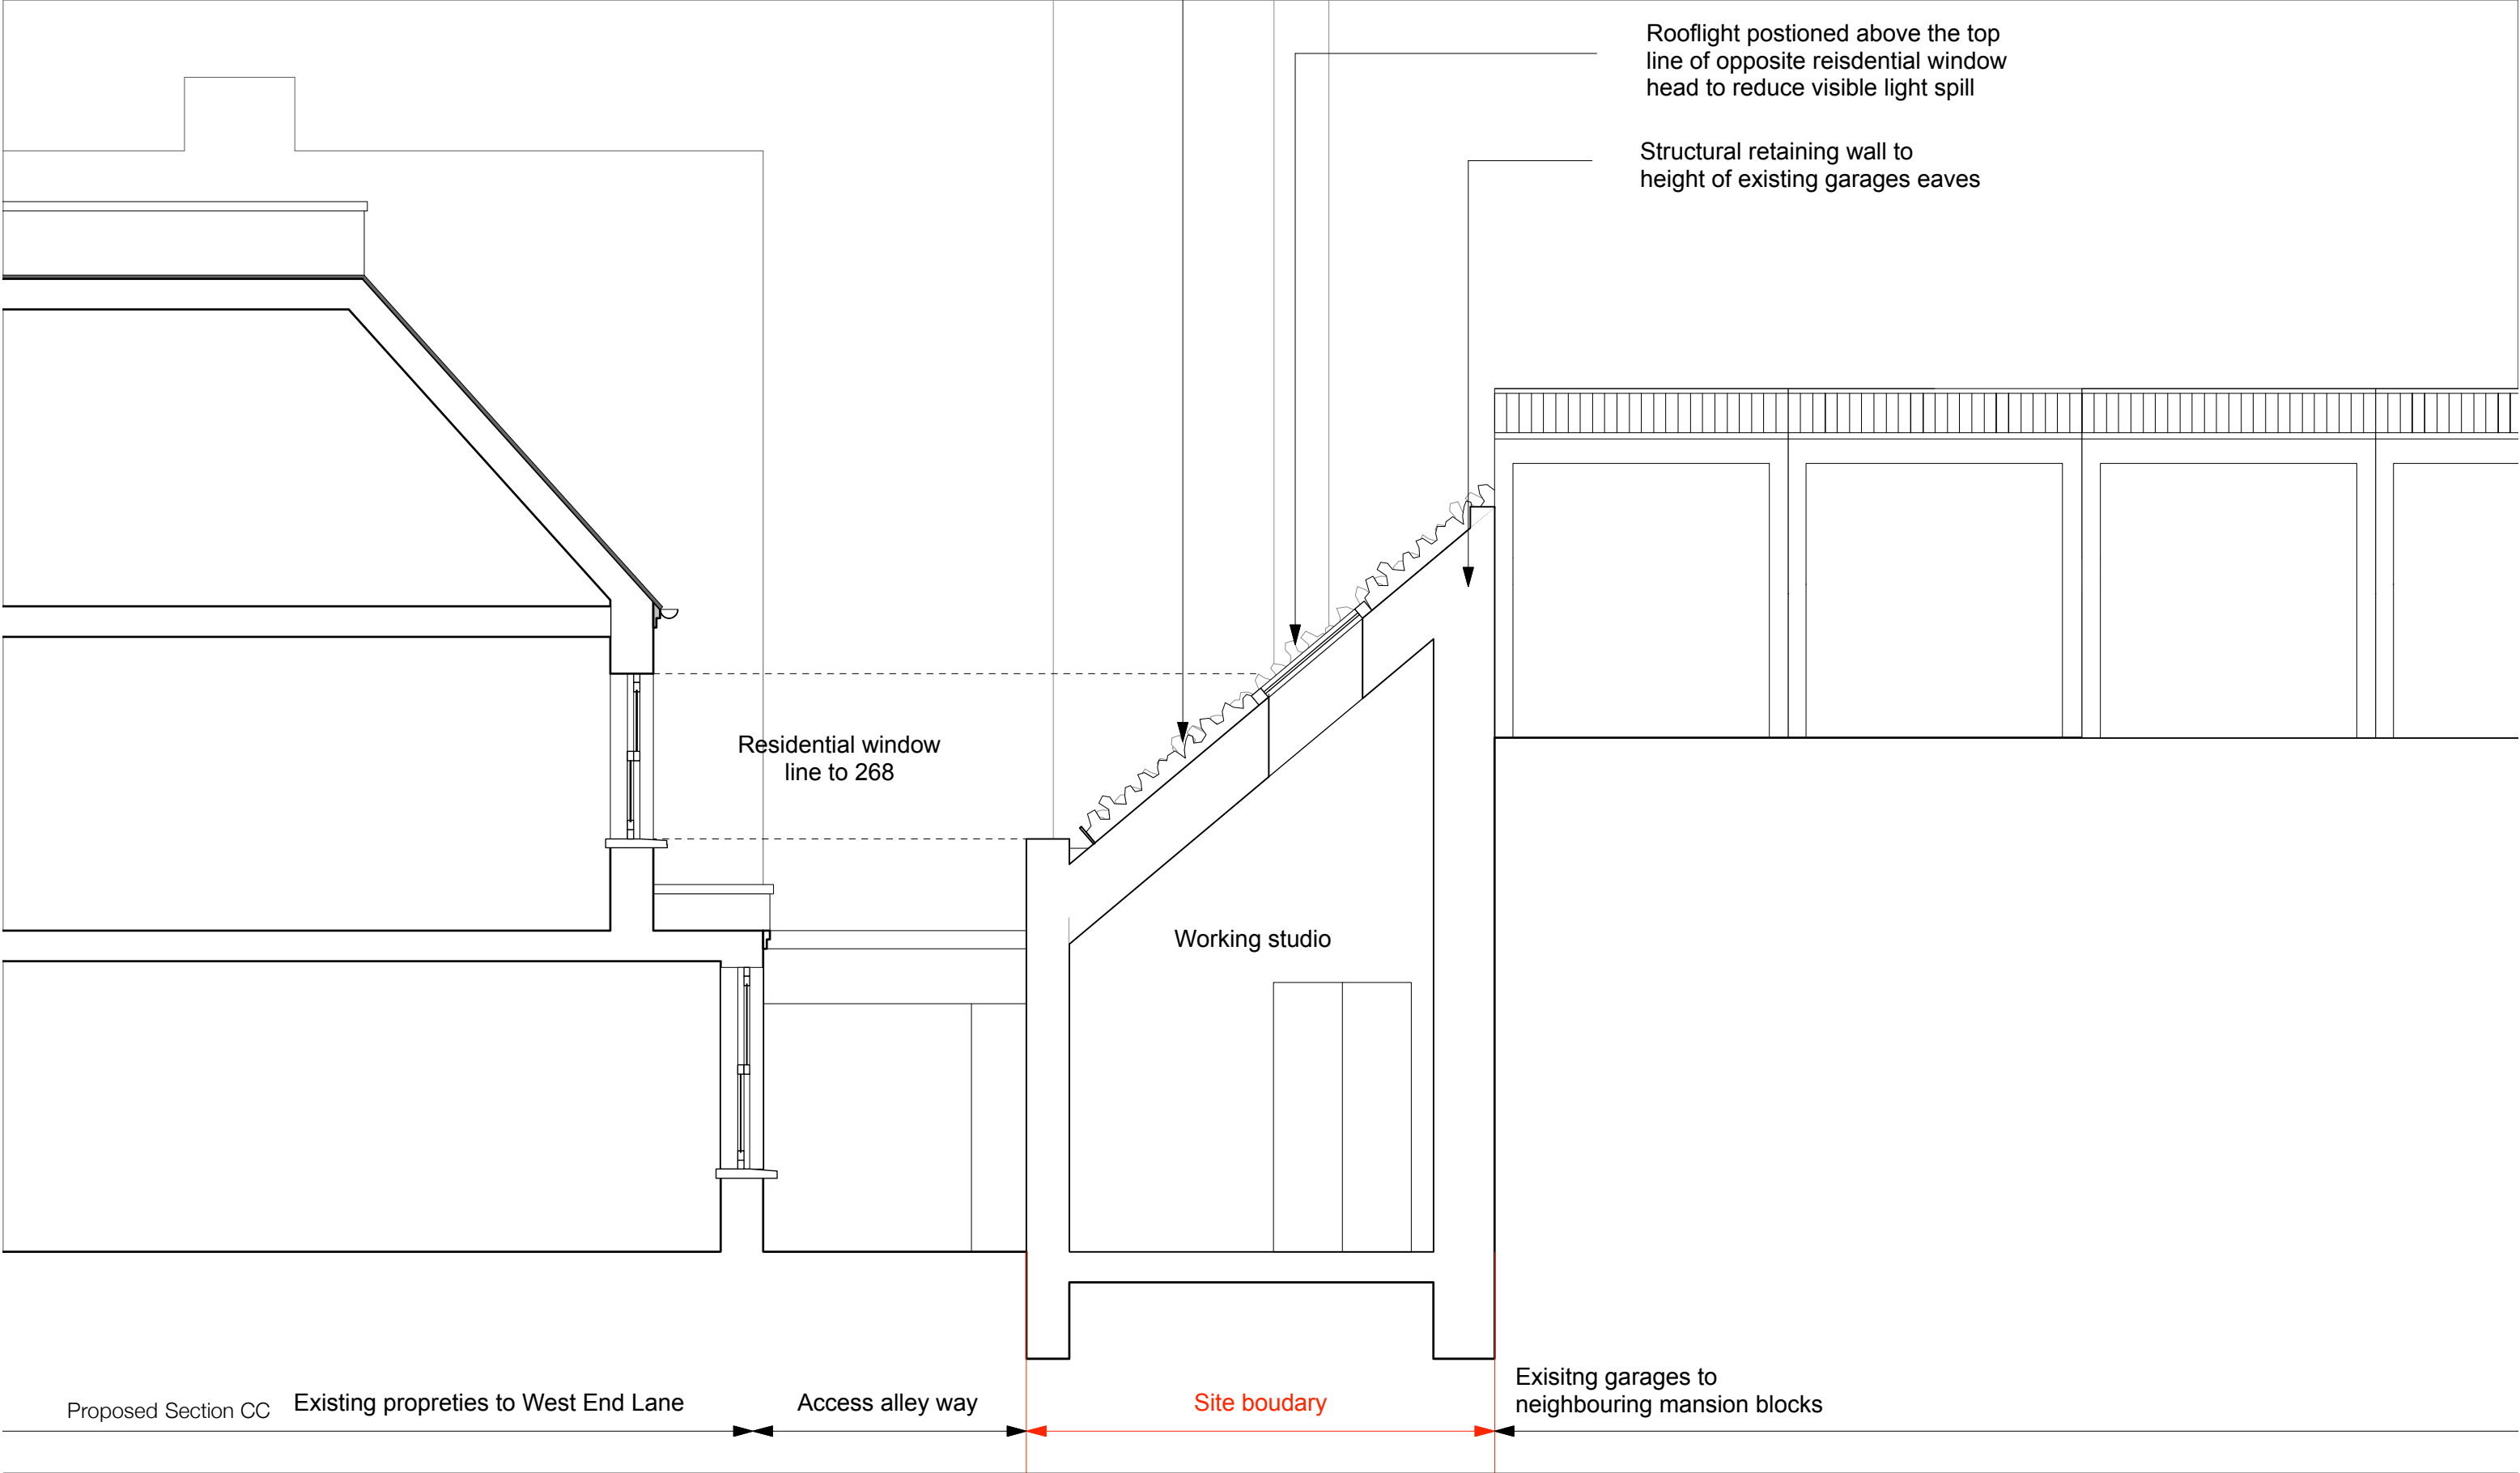 Rooflight postioned above the top
line of opposite reisdential window
head to reduce visible light spill
Structural retaining wall to
height of existing garages eaves
Residential window
line to 268
Working studio
Proposed Section CC
Existing propreties to West End Lane
Access alley way
Site boudary
Exisitng garages to
neighbouring mansion blocks